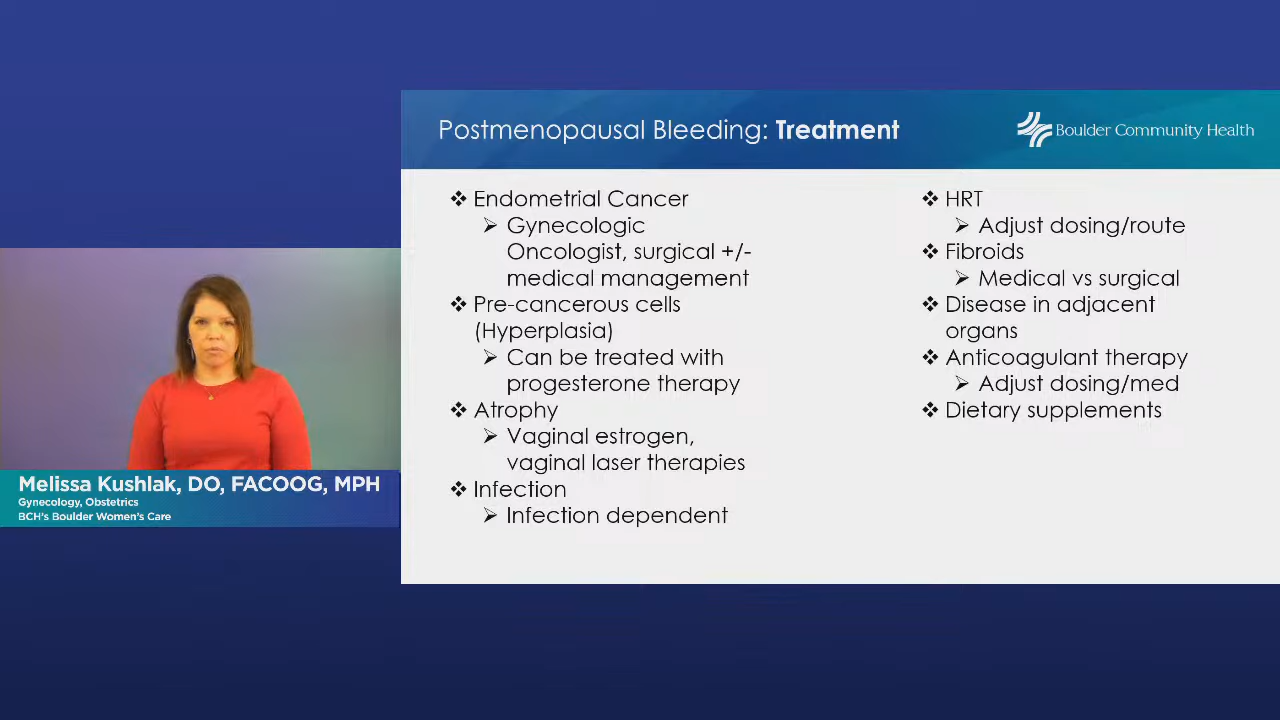 Postmenopausal Bleeding: Treatment
Boulder Community Health
❖ Endometrial Cancer
➢ Gynecologic
Oncologist, surgical +/-
medical management
❖ Pre-cancerous cells
(Hyperplasia)
➢ Can be treated with
progesterone therapy
❖ Atrophy
➢ Vaginal estrogen,
vaginal laser therapies
❖ Infection
➢ Infection dependent
❖ HRT
➢ Adjust dosing/route
❖ Fibroids
➢ Medical vs surgical
❖ Disease in adjacent
organs
❖ Anticoagulant therapy
➢ Adjust dosing/med
❖ Dietary supplements
Melissa Kushlak, DO, FACOOG, MPH
Gynecology, Obstetrics
BCH's Boulder Women's Care